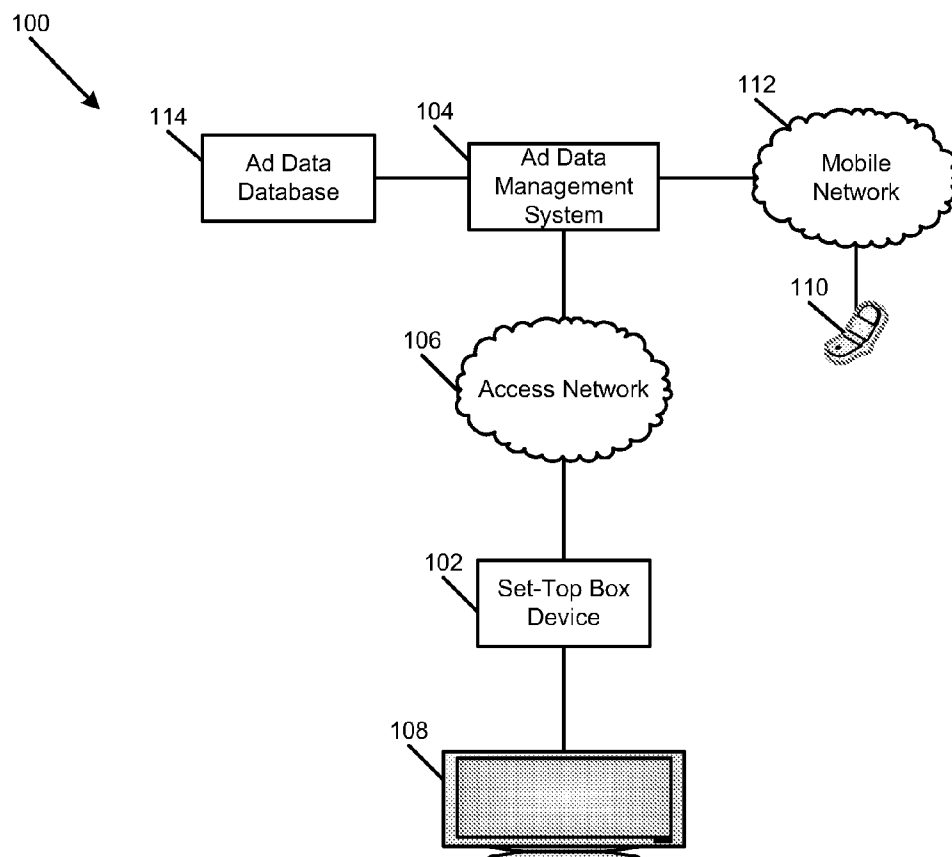 100
114
104
112
Ad Data
Database
Ad Data
Management
System
Mobile
Network
110
106
Access Network
102
Set-Top Box
Device
108